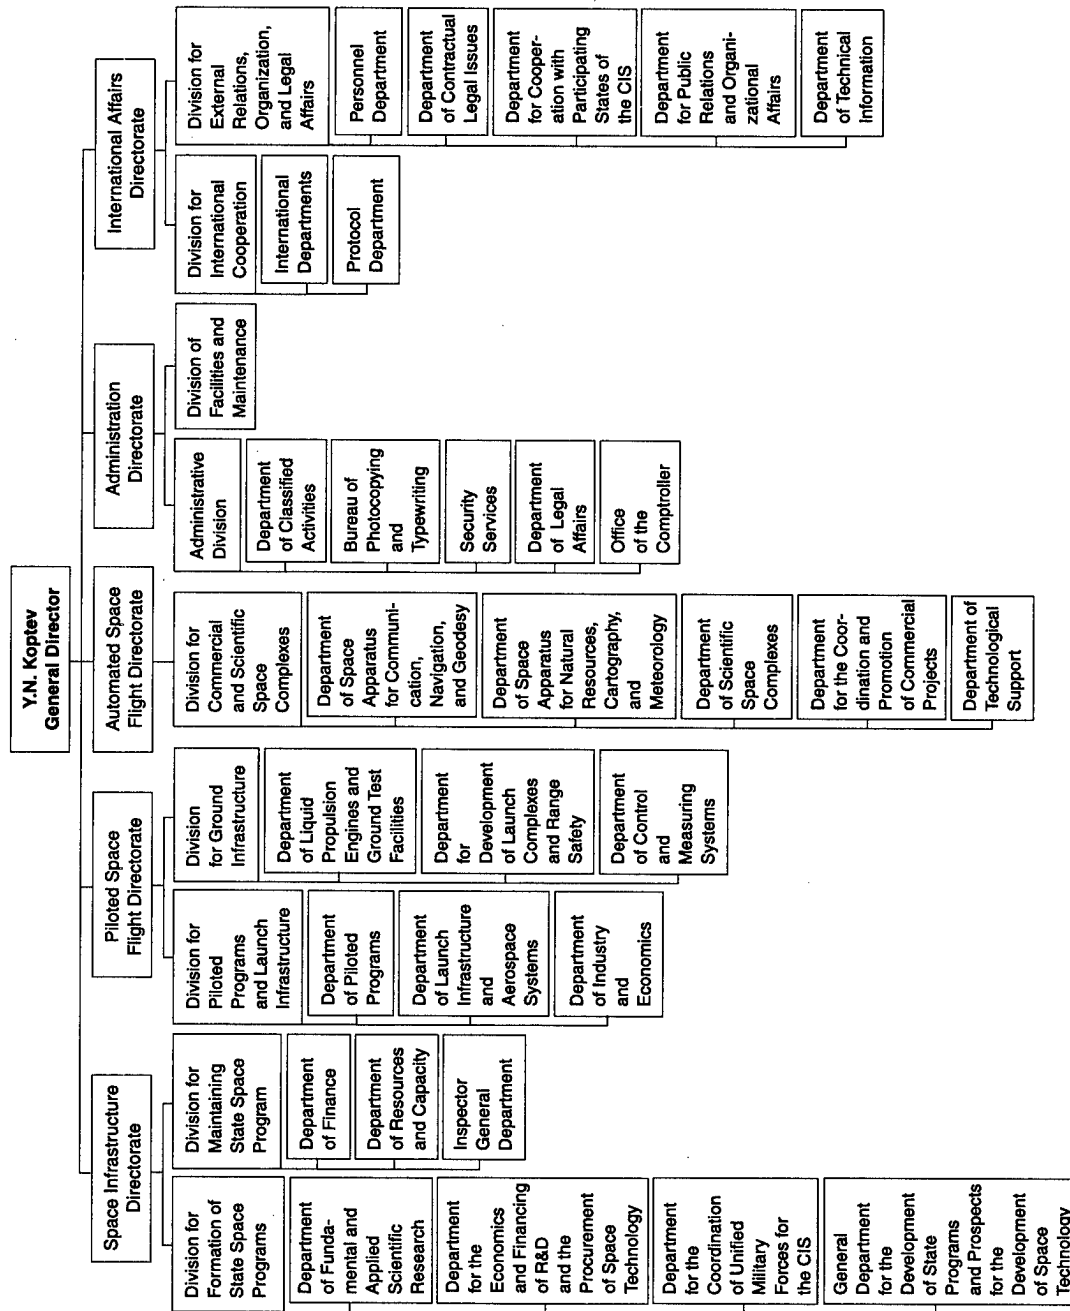 Y.N. Koptev
General Director
Space Infrastructure
Directorate
Division for
Formation of
State Space
Programs
Department
of Funda-
mental and
Applied
Scientific
Research
Department
for the
Economics
and Financing
of R&D
and the
Procurement
of Space
Technology
Department
for the
Coordination
of Unified
Military
Forces for
the CIS
General
Department
for the
Development
of State
Programs
and Prospects
for the
Development
of Space
Technology
Division for
Maintaining
State Space
Program
Department
of Finance
Department
of Resources
and Capacity
Inspector
General
Department
Piloted Space
Flight Directorate
Division for
Piloted
Programs
and Launch
Infrastructure
Department
of Piloted
Programs
Department
of Launch
Infrastructure
and
Aerospace
Systems
Department
of Industry
and
Economics
Division
for Ground
Infrastructure
Department
of Liquid
Propulsion
Engines and
Ground Test
Facilities
Department
for
Development
of Launch
Complexes
and Range
Safety
Department
of Control
and
Measuring
Systems
Automated Space
Flight Directorate
Division for
Commercial
and Scientific
Space
Complexes
Department
of Space
Apparatus
for Communi-
cation,
Navigation,
and Geodesy
Department
of Space
Apparatus
for Natural
Resources,
Cartography,
and
Meteorology
Department
of Scientific
Space
Complexes
Department
for the Coor-
dination and
Promotion
of Commercial
Projects
Department of
Technological
Support
Administration
Directorate
Administrative
Division
Department
of Classified
Activities
Bureau of
Photocopying
and
Typewriting
Security
Services
Department
of Legal
Affairs
Office
of the
Comptroller
Division of
Facilities and
Maintenance
International Affairs
Directorate
Division for
International
Cooperation
International
Departments
Protocol
Department
Division for
External
Relations,
Organization,
and Legal
Affairs
Personnel
Department
Department
of Contractual
Legal Issues
Department
for Cooper-
ation with
Participating
States of
the CIS
Department
for Public
Relations
and Organi-
zational
Affairs
Department
of Technical
Information